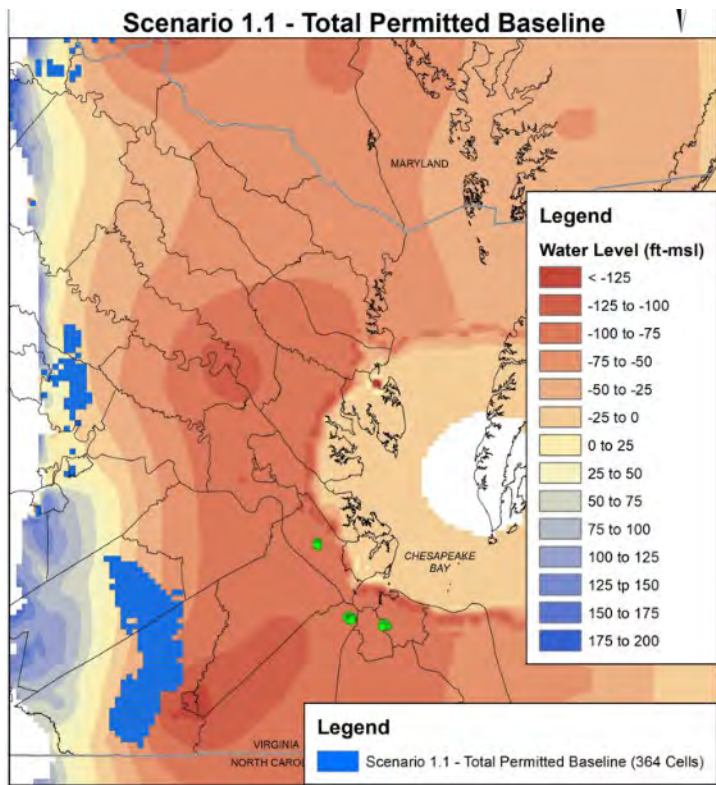 Scenario 1.1 - Total Permitted Baseline
MARYLAND
Legend
Water Level (ft-msl)
< -125
-125 to -100
-100 to -75
-75 to -50
-50 to -25
-25 to 0
0 to 25
25 to 50
50 to 75
75 to 100
100 to 125
125 tp 150
150 to 175
175 to 200
CHESAPEAKE
BAY
VIRGINIA
NORTH CAROL
Legend
Scenario 1.1 - Total Permitted Baseline (364 Cells)